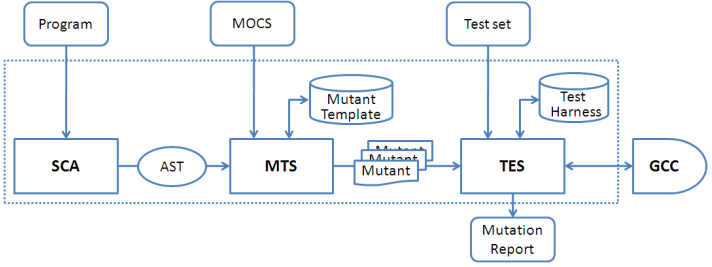 Program
MOCS
Test set
Mutant
Template
Test
Harness
SCA
AST
MTS
Mutant
Mutant
Mutant
TES
GCC
Mutation
Report